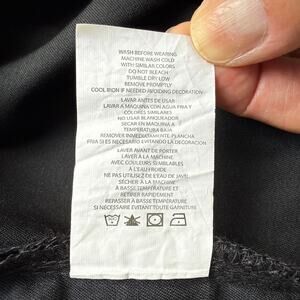 WASH BEFORE WEARING
MACHINE WASH COLD
WITH SIMILAR COLORS
DO NOT BLEACH
TUMBLE DRY LOW
REMOVE PROMPTLY
COOL IRON IF NEEDED AVOIDING DECORATION
LAVAR ANTES DE USAR
LAVAR A MAQUINA CON AGUA FRIA Y
COLORES SIMILARES
NO USAR BLANQUEADOR
SECAR EN MAQUINA A
TEMPERATURA BAJA
REMOVER INMEDIATAMENTE PLANCHA
FRIA SI ES NECESARIO EVITANDO LA DECORACION
LAVER AVANT DE PORTER
LAVER A LA MACHINE
AVEC COULEURS SIMILABLES
A L'EAU FROIDE
NE PAS UTILISER D'EAU DE JAVEL
SECHER A LA MACHINE
A BASSE TEMPERATURE ET
RETIRER RAPIDEMENT
REPASSER A BASSE TEMPERATURE
SI NECESSAIRE EVITANT TOUTE GARNITURE